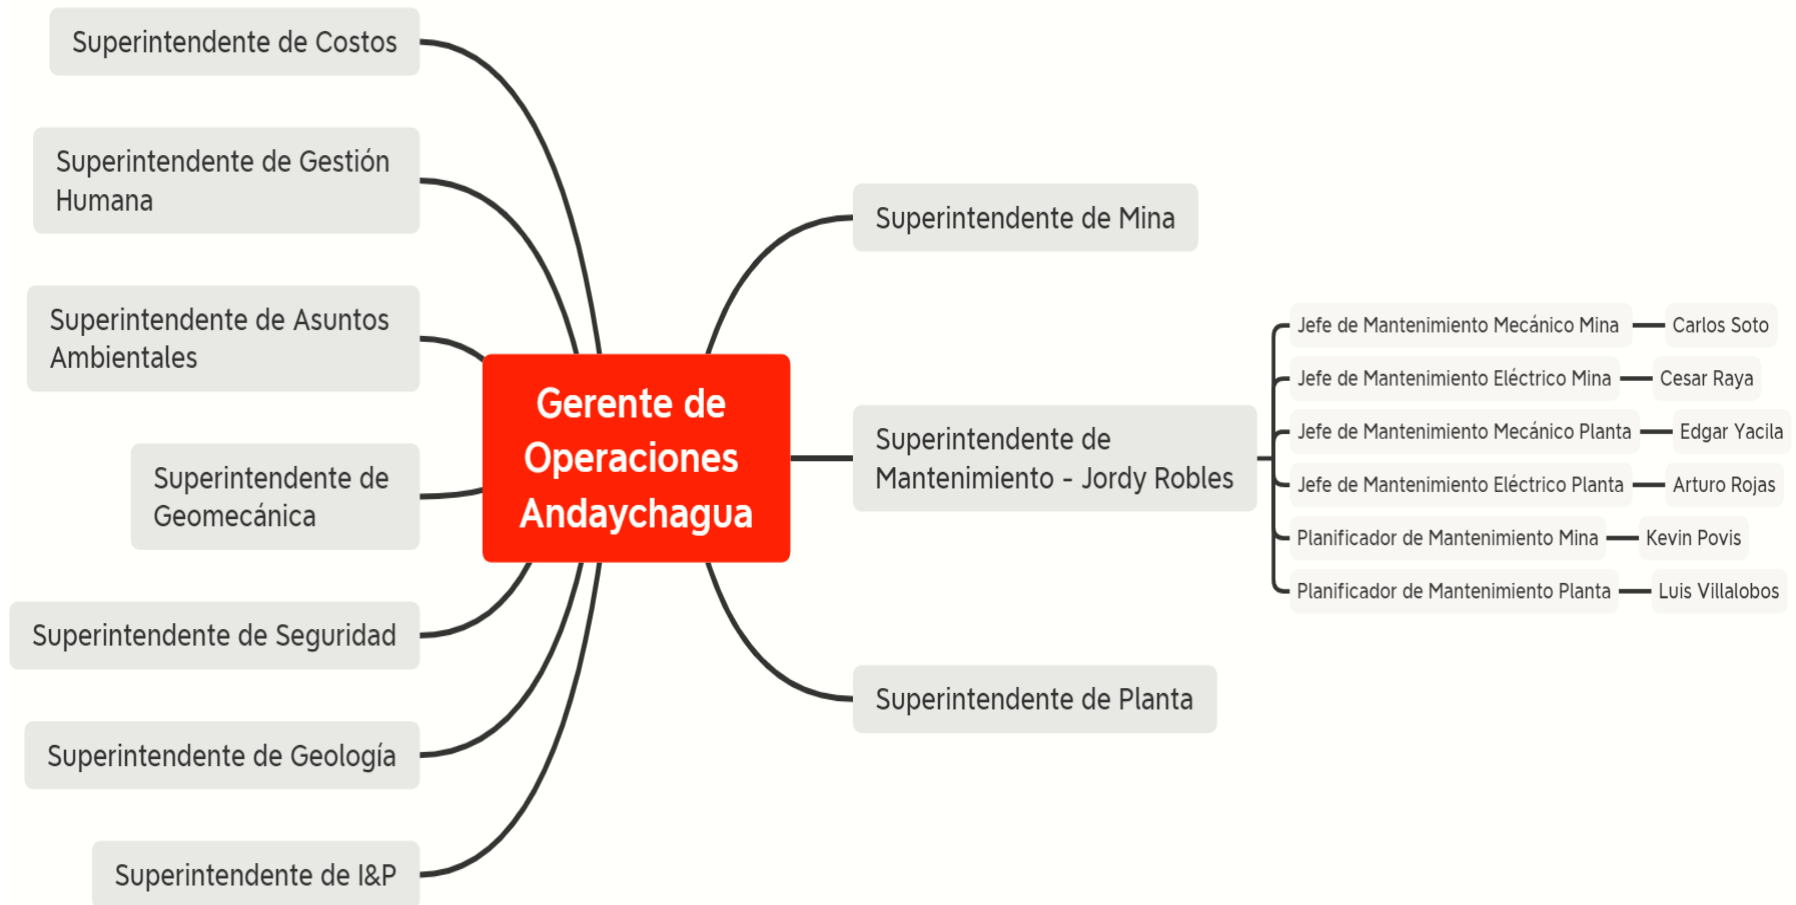 Superintendente de Costos
Superintendente de Gestión
Humana
Superintendente de Asuntos
Ambientales
Superintendente de
Geomecánica
Superintendente de Seguridad
Superintendente de Geología
Superintendente de I&P
Gerente de
Operaciones
Andaychagua
Superintendente de Mina
Superintendente de
Mantenimiento - Jordy Robles
Superintendente de Planta
Jefe de Mantenimiento Mecánico Mina
Carlos Soto
Jefe de Mantenimiento Eléctrico Mina
Cesar Raya
Jefe de Mantenimiento Mecánico Planta
Edgar Yacila
Jefe de Mantenimiento Eléctrico Planta
Arturo Rojas
Planificador de Mantenimiento Mina
Kevin Povis
Planificador de Mantenimiento Planta
Luis Villalobos